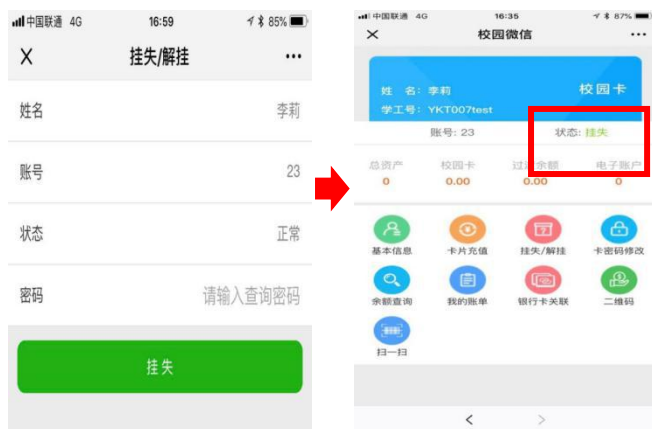 中国联通 4G 16:59 85%
挂失/解挂
姓名 李莉
账号 23
状态 正常
密码 请输入查询密码
挂失
中国联通 4G 16:35 87%
校园微信
姓 名: 李莉 校园卡
学工号: YKT007test
账号: 23 状态: 挂失
总资产 校园卡 过渡余额 电子账户
0 0.00 0.00 0
基本信息 卡片充值 挂失/解挂 卡密码修改
余额查询 我的账单 银行卡关联 二维码
扫一扫